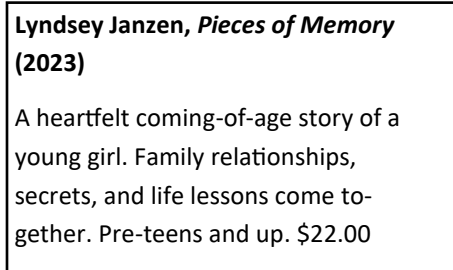 Lyndsey Janzen, Pieces of Memory
(2023)
A heartfelt coming-of-age story of a
young girl. Family relationships,
secrets, and life lessons come to-
gether. Pre-teens and up. $22.00